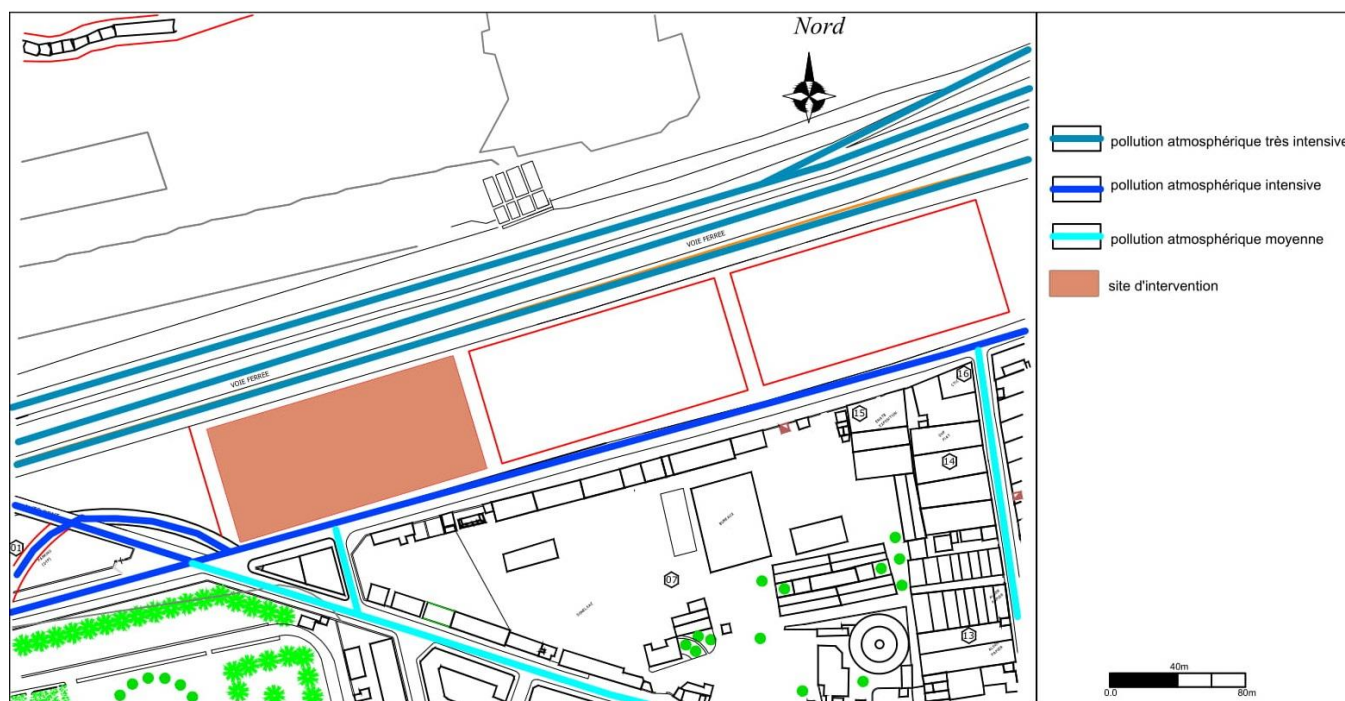 Nord
pollution atmosphérique très intensive
pollution atmosphérique intensive
pollution atmosphérique moyenne
site d'intervention
VOIE FERREE
VOIE FERREE
16
15
14
01
07
BUREAUX
13
40m
0.0
80m